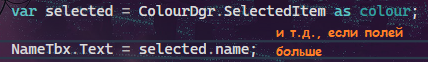 var selected = ColourDgr.SelectedItem as colour;
и т.д., если полей
NameTbx.Text = selected.name;
больше